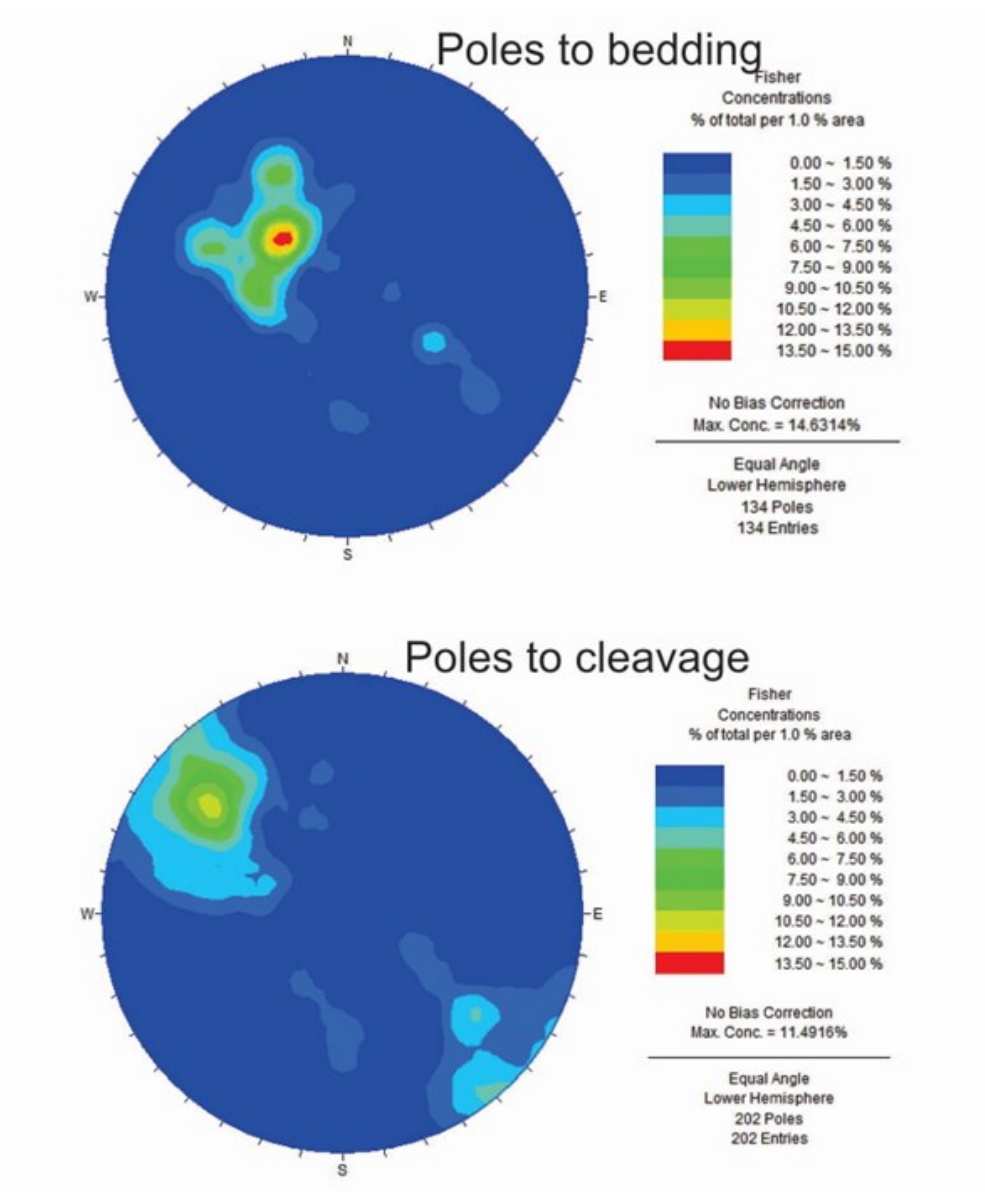 Poles to bedding
N
W
E
S
Fisher
Concentrations
% of total per 1.0 % area
0.00 ~ 1.50 %
1.50 ~ 3.00 %
3.00 ~ 4.50 %
4.50 ~ 6.00 %
6.00 ~ 7.50 %
7.50 ~ 9.00 %
9.00 ~ 10.50 %
10.50 ~ 12.00 %
12.00 ~ 13.50 %
13.50 ~ 15.00 %
No Bias Correction
Max. Conc. = 14.6314%
Equal Angle
Lower Hemisphere
134 Poles
134 Entries
Poles to cleavage
N
W
E
S
Fisher
Concentrations
% of total per 1.0 % area
0.00 ~ 1.50 %
1.50 ~ 3.00 %
3.00 ~ 4.50 %
4.50 ~ 6.00 %
6.00 ~ 7.50 %
7.50 ~ 9.00 %
9.00 ~ 10.50 %
10.50 ~ 12.00 %
12.00 ~ 13.50 %
13.50 ~ 15.00 %
No Bias Correction
Max. Conc. = 11.4916%
Equal Angle
Lower Hemisphere
202 Poles
202 Entries